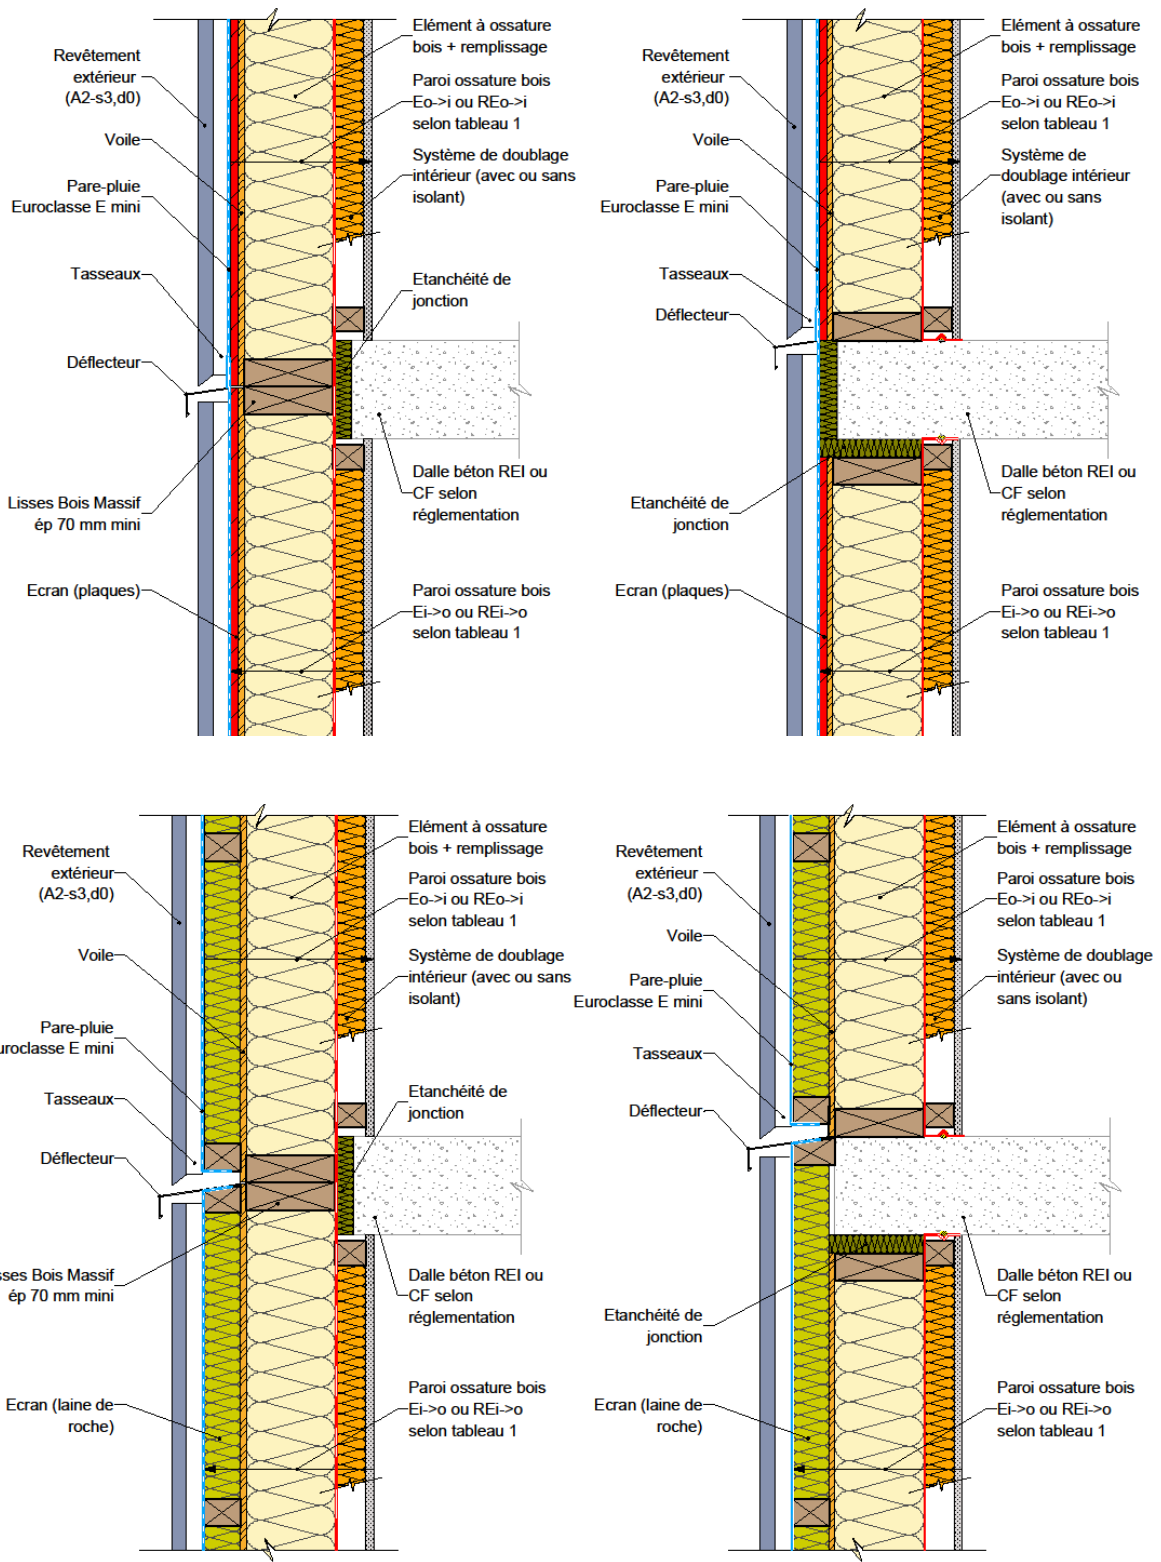 Revêtement
extérieur
(A2-s3,d0)
Voile
Pare-pluie
Euroclasse E mini
Tasseaux
Déflecteur
Lisses Bois Massif
ép 70 mm mini
Ecran (plaques)
Elément à ossature
bois + remplissage
Paroi ossature bois
Eo->i ou REo->i
selon tableau 1
Système de doublage
intérieur (avec ou sans
isolant)
Etanchéité de
jonction
Dalle béton REI ou
CF selon
réglementation
Paroi ossature bois
Ei->o ou REi->o
selon tableau 1
Revêtement
extérieur
(A2-s3,d0)
Voile
Pare-pluie
Euroclasse E mini
Tasseaux
Déflecteur
Etanchéité de
jonction
Ecran (plaques)
Elément à ossature
bois + remplissage
Paroi ossature bois
Eo->i ou REo->i
selon tableau 1
Système de
doublage intérieur
(avec ou sans
isolant)
Dalle béton REI ou
CF selon
réglementation
Paroi ossature bois
Ei->o ou REi->o
selon tableau 1
Revêtement
extérieur
(A2-s3,d0)
Voile
Pare-pluie
uroclasse E mini
Tasseaux
Déflecteur
sses Bois Massif
ép 70 mm mini
Ecran (laine de
roche)
Elément à ossature
bois + remplissage
Paroi ossature bois
Eo->i ou REo->i
selon tableau 1
Système de doublage
intérieur (avec ou sans
isolant)
Etanchéité de
jonction
Dalle béton REI ou
CF selon
réglementation
Paroi ossature bois
Ei->o ou REi->o
selon tableau 1
Revêtement
extérieur
(A2-s3,d0)
Voile
Pare-pluie
Euroclasse E mini
Tasseaux
Déflecteur
Etanchéité de
jonction
Ecran (laine de
roche)
Elément à ossature
bois + remplissage
Paroi ossature bois
Eo->i ou REo->i
selon tableau 1
Système de doublage
intérieur (avec ou
sans isolant)
Dalle béton REI ou
CF selon
réglementation
Paroi ossature bois
Ei->o ou REi->o
selon tableau 1